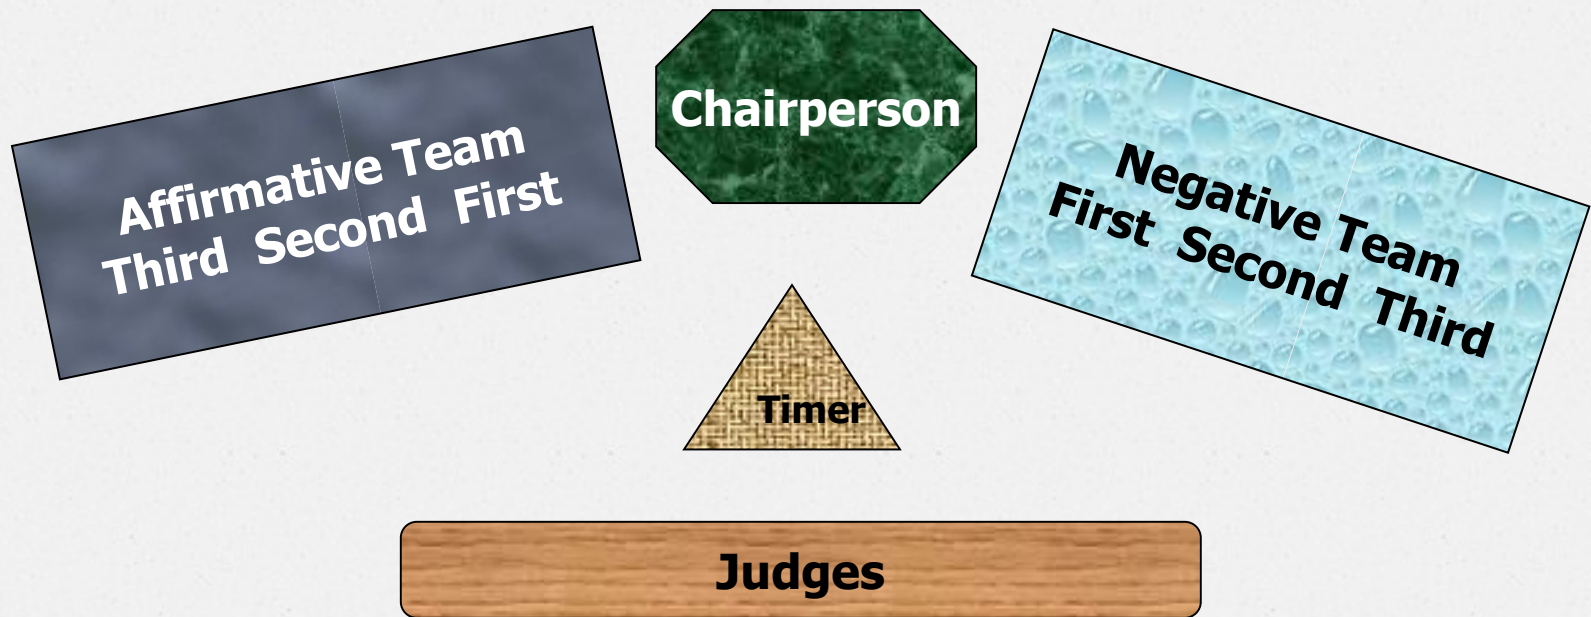 Affirmative Team
Third Second First
Chairperson
Negative Team
First Second Third
Timer
Judges